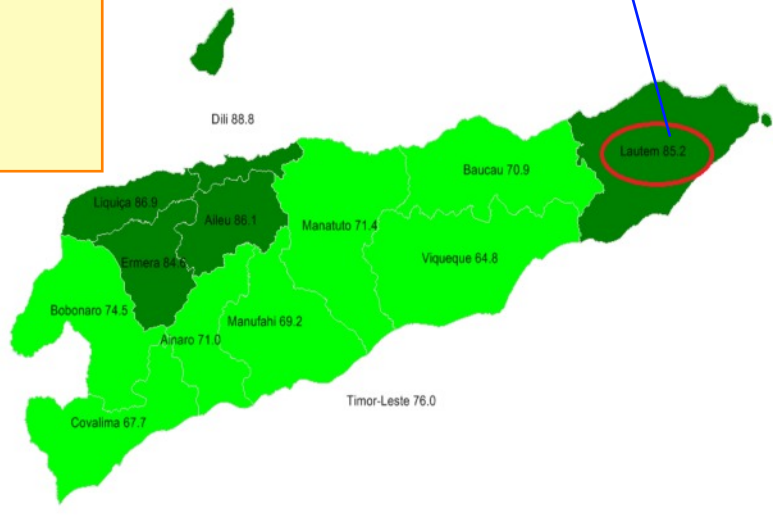 Dili 88.8
Lautem 85.2
Baucau 70.9
Liquiça 86.9
Aileu 86.1
Manatuto 71.4
Viqueque 64.8
Ermera 84.6
Bobonaro 74.5
Manufahi 69.2
Ainaro 71.0
Timor-Leste 76.0
Covalima 67.7